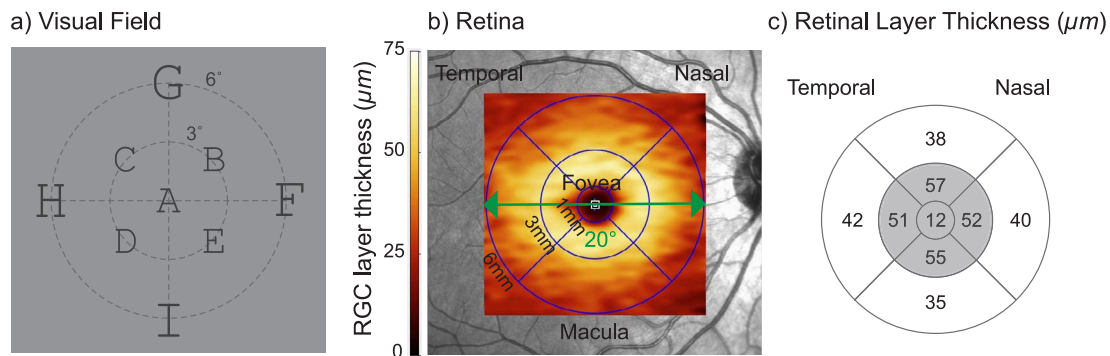 a) Visual Field
b) Retina
c) Retinal Layer Thickness (µm)
G
6°
3°
C
B
H
A
F
D
E
I
RGC layer thickness (µm)
75
50
25
0
Temporal
Nasal
Fovea
1mm
3mm
6mm
20°
Macula
Temporal
Nasal
38
57
42
51
12
52
40
55
35